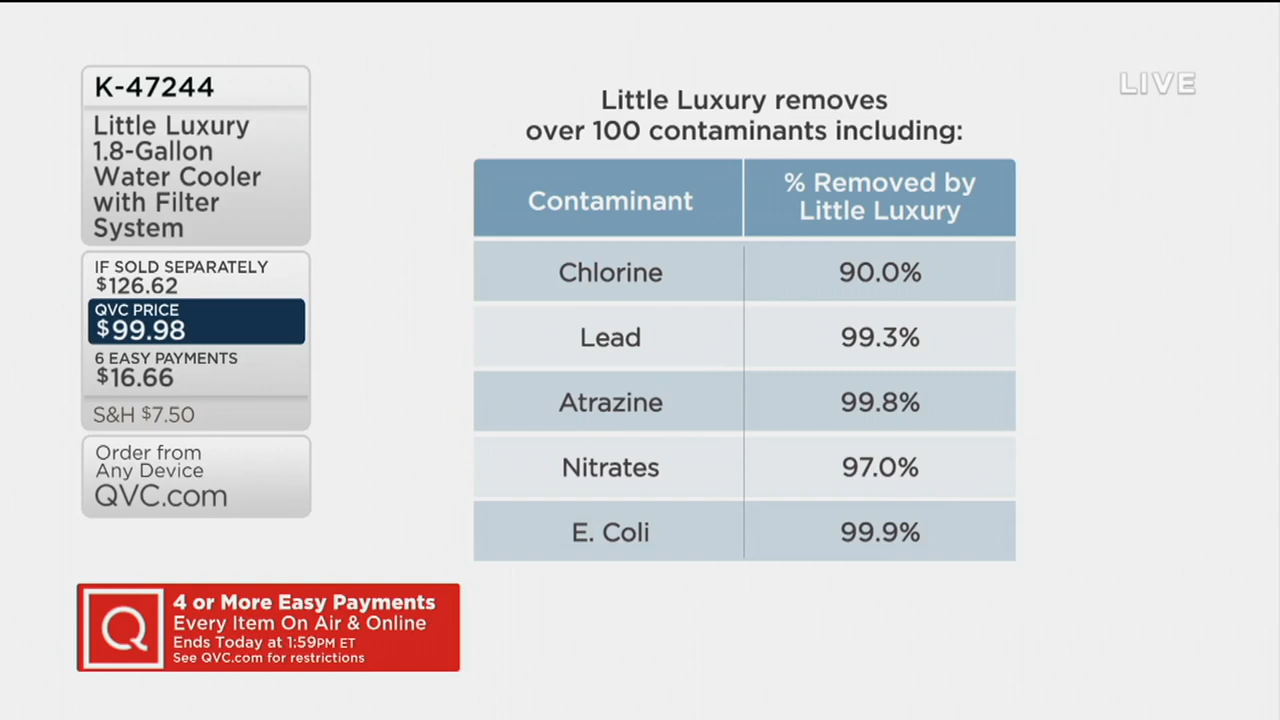 K-47244
Little Luxury
1.8-Gallon
Water Cooler
with Filter
System
IF SOLD SEPARATELY
$126.62
QVC PRICE
$99.98
6 EASY PAYMENTS
$16.66
S&H $7.50
Order from
Any Device
QVC.com
LIVE
Little Luxury removes
over 100 contaminants including:
Contaminant
% Removed by
Little Luxury
Chlorine 90.0%
Lead 99.3%
Atrazine 99.8%
Nitrates 97.0%
E. Coli 99.9%
Q
4 or More Easy Payments
Every Item On Air & Online
Ends Today at 1:59PM ET
See QVC.com for restrictions